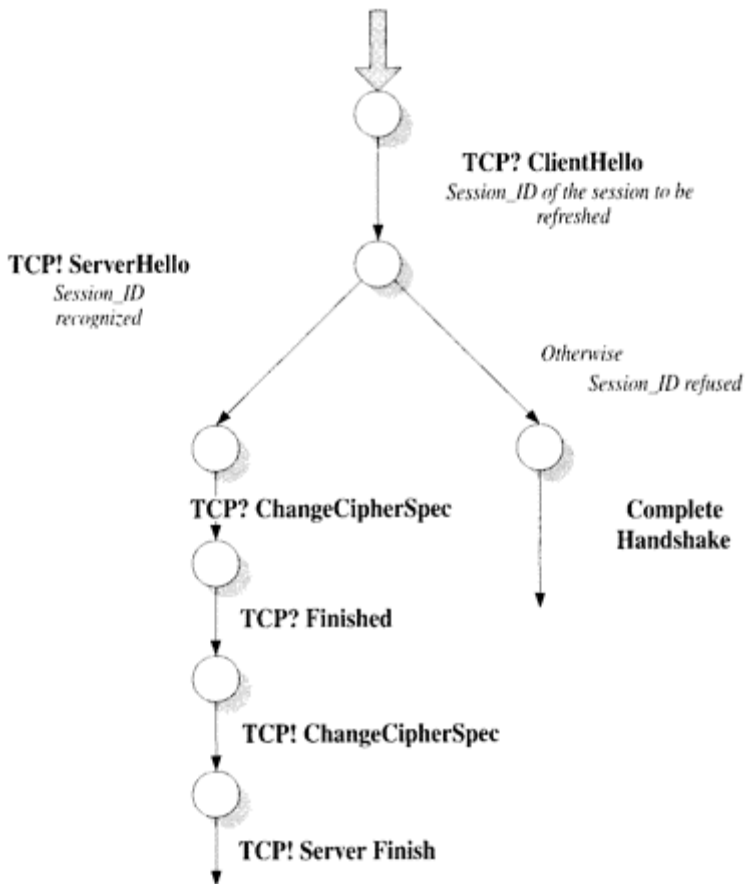 TCP? ClientHello
Session_ID of the session to be
refreshed
TCP! ServerHello
Session_ID
recognized
Otherwise
Session_ID refused
TCP? ChangeCipherSpec
Complete
Handshake
TCP? Finished
TCP! ChangeCipherSpec
TCP! Server Finish